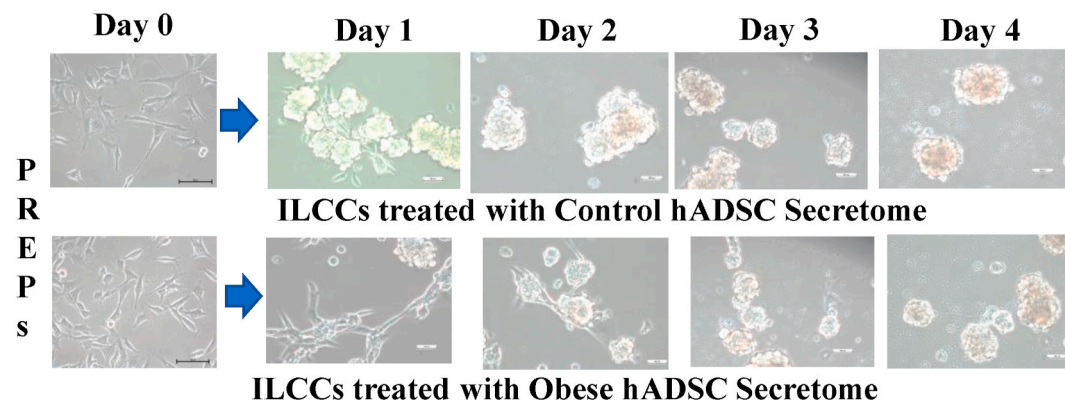 Day 0
Day 1
Day 2
Day 3
Day 4
P
R
E
P
s
ILCCs treated with Control hADSC Secretome
ILCCs treated with Obese hADSC Secretome